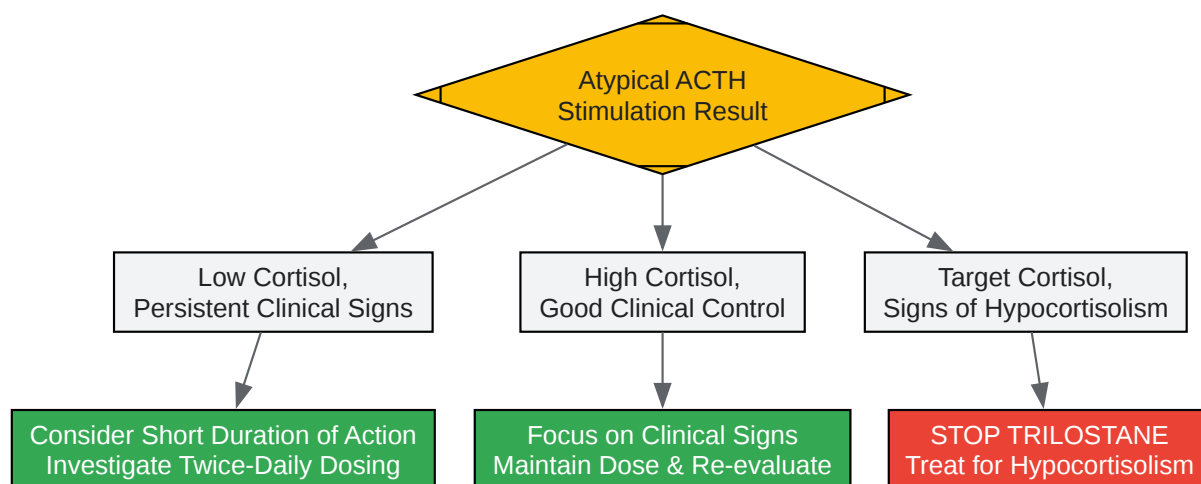 Atypical ACTH
Stimulation Result
Low Cortisol,
Persistent Clinical Signs
High Cortisol,
Good Clinical Control
Target Cortisol,
Signs of Hypocortisolism
Consider Short Duration of Action
Investigate Twice-Daily Dosing
Focus on Clinical Signs
Maintain Dose & Re-evaluate
STOP TRILOSTANE
Treat for Hypocortisolism